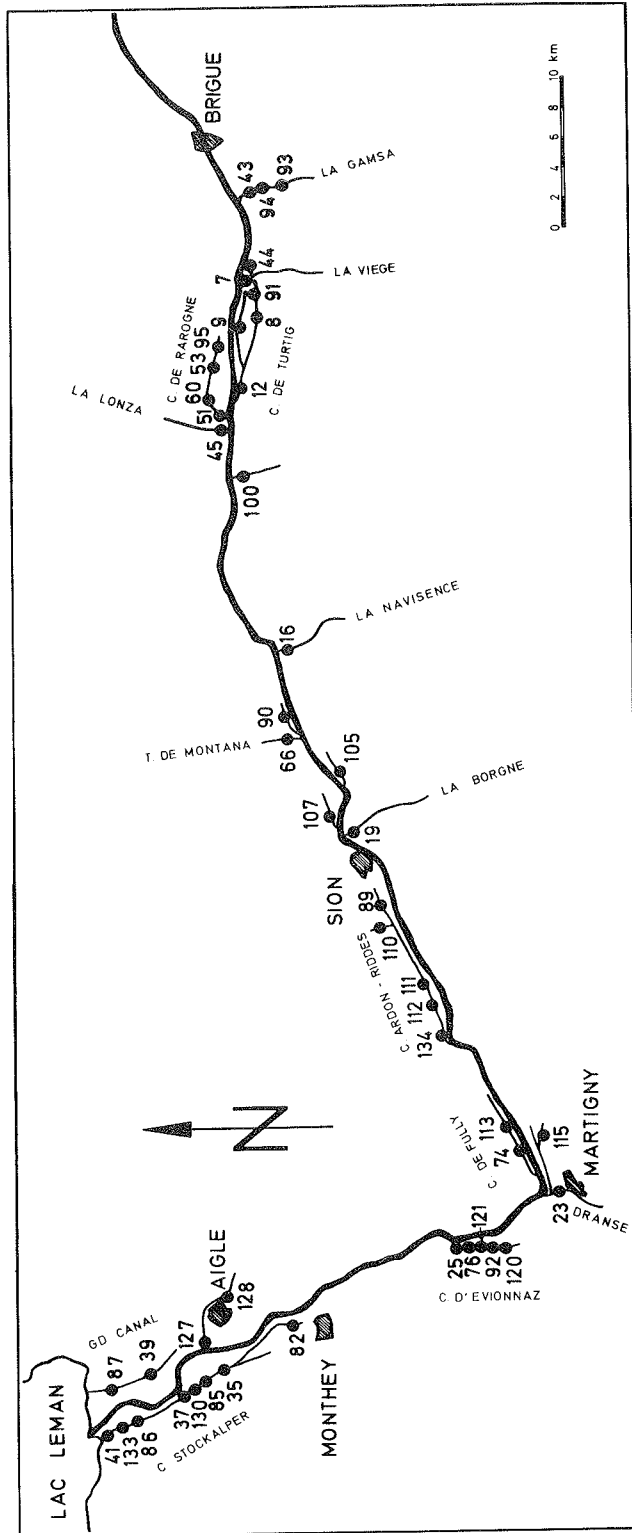 LAC LEMAN
41
133
86
C STOCKALPER
37
130
85
35
82
MONTHEY
87
39
GD CANAL
127
AIGLE
128
25
76
121
92
120
C. D'EVIONNAZ
N
23
DRANSE
MARTIGNY
115
74
113
C. DE FULLY
134
112
111
110
89
C. ARDON - RIDDES
SION
19
LA BORGNE
107
105
66
T. DE MONTANA
90
16
LA NAVISENCE
100
45
LA LONZA
51
60
53
95
C. DE RAROGNE
12
C. DE TURTIG
9
8
91
7
LA VIEGE
44
43
94
93
LA GAMSA
BRIGUE
0 2 4 6 8 10 km